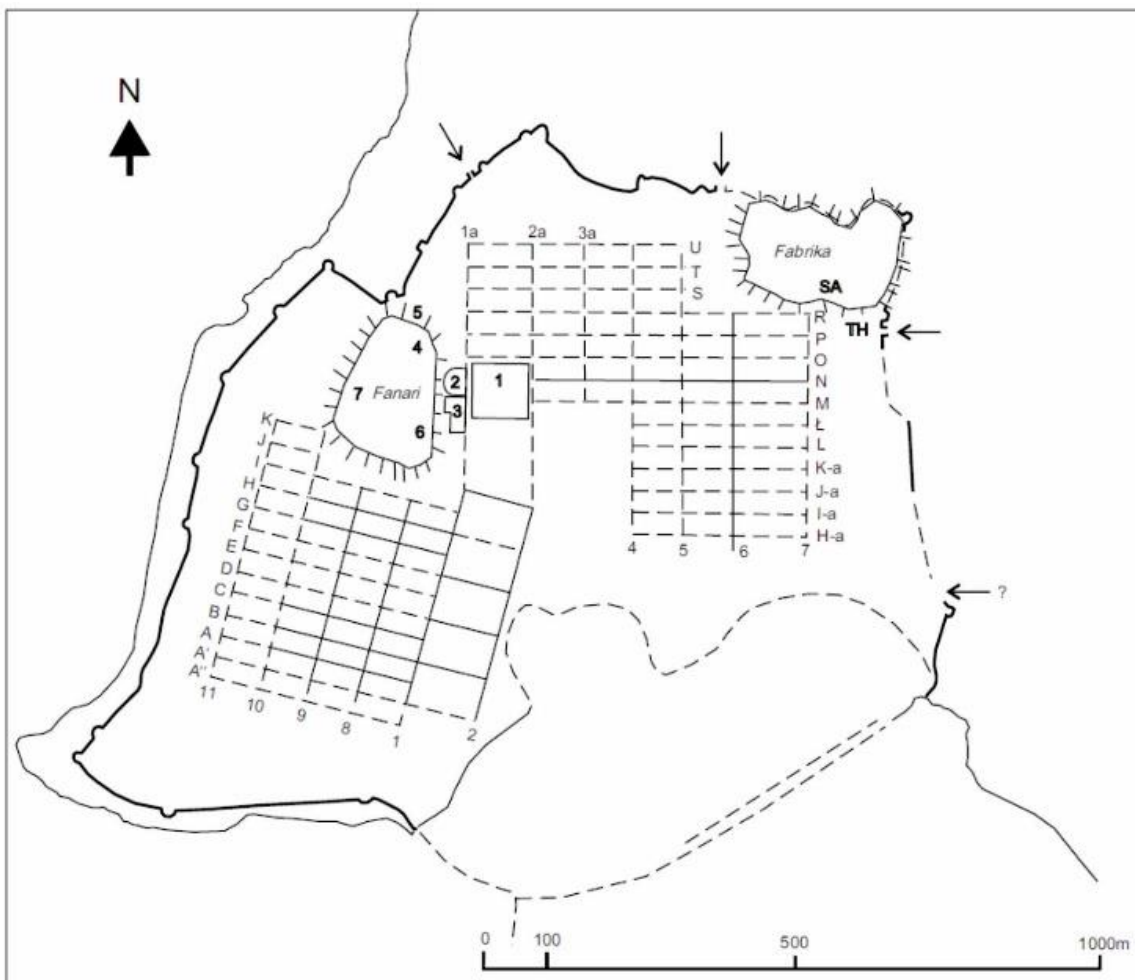 N
1a 2a 3a
U
T
S
R
P
O
N
M
Ł
L
K-a
J-a
I-a
H-a
4 5 6 7
Fabrika
SA
TH
5
4
Fanari
7
6
2
1
3
K
J
I
H
G
F
E
D
C
B
A
A'
A''
11 10 9 8 1 2
?
0 100 500 1000m